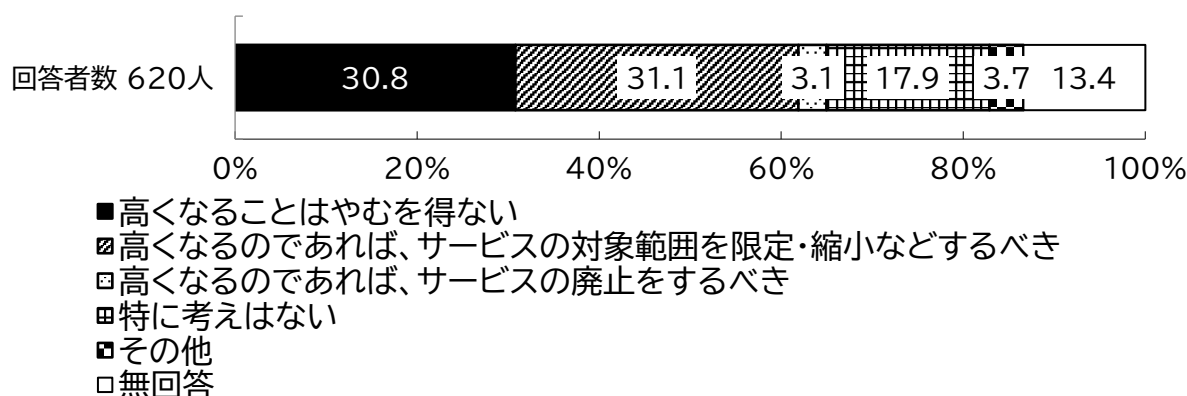 回答者数 620人
30.8 31.1 3.1 17.9 3.7 13.4
0% 20% 40% 60% 80% 100%
■高くなることはやむを得ない
高くなるのであれば、サービスの対象範囲を限定・縮小などするべき
高くなるのであれば、サービスの廃止をするべき
特に考えはない
その他
□無回答